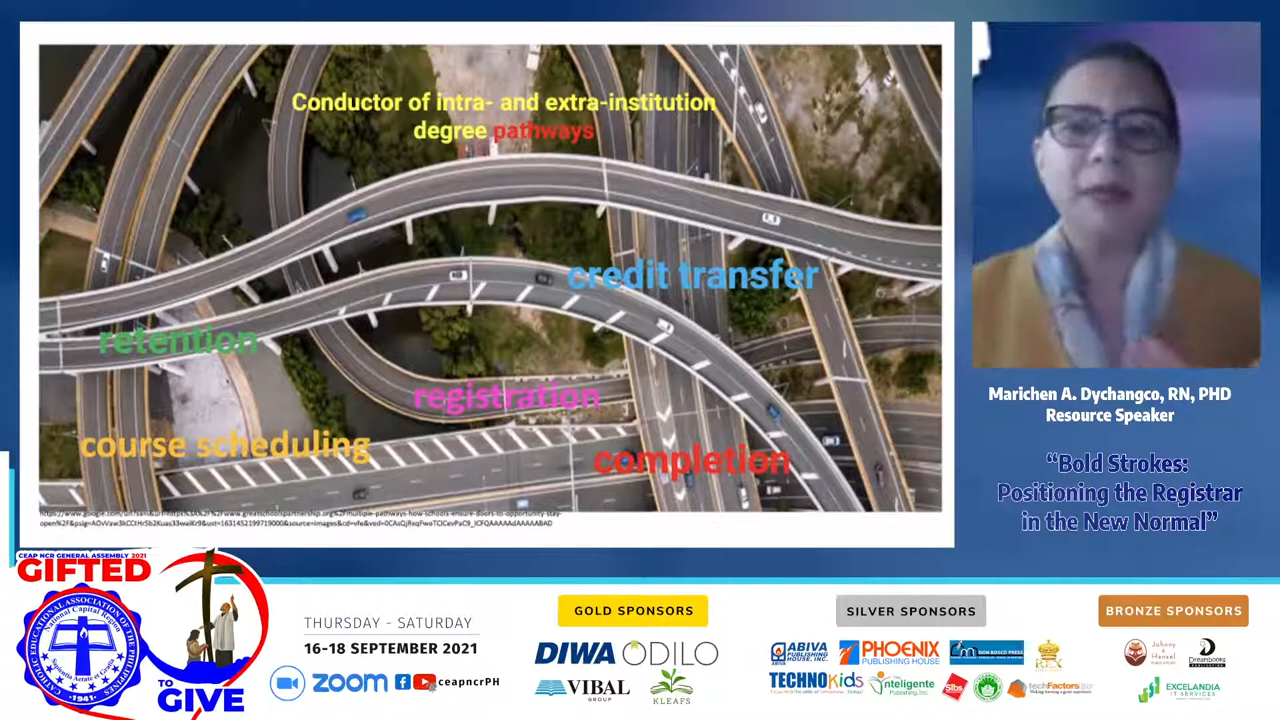 Conductor of intra- and extra-institution
degree pathways
credit transfer
retention
registration
course scheduling
completion
Marichen A. Dychangco, RN, PHD
Resource Speaker
“Bold Strokes:
Positioning the Registrar
in the New Normal”
CEAP NCR GENERAL ASSEMBLY 2021
GIFTED
TO
GIVE
CATHOLIC EDUCATIONAL ASSOCIATION OF THE PHILIPPINES
National Capital Region
1941
THURSDAY - SATURDAY
16-18 SEPTEMBER 2021
zoom
ceapncrPH
GOLD SPONSORS
DIWA
ODILO
VIBAL
GROUP
KLEAFS
SILVER SPONSORS
ABIVA
PUBLISHING
HOUSE, INC.
PHOENIX
PUBLISHING HOUSE
DON BOSCO PRESS
REX
TECHNOKids
inteligente
Publishing, Inc.
Sibs
techFactors
BRONZE SPONSORS
Johnny
&
Hansel
Dreambooks
EXCELANDIA
IT SERVICES